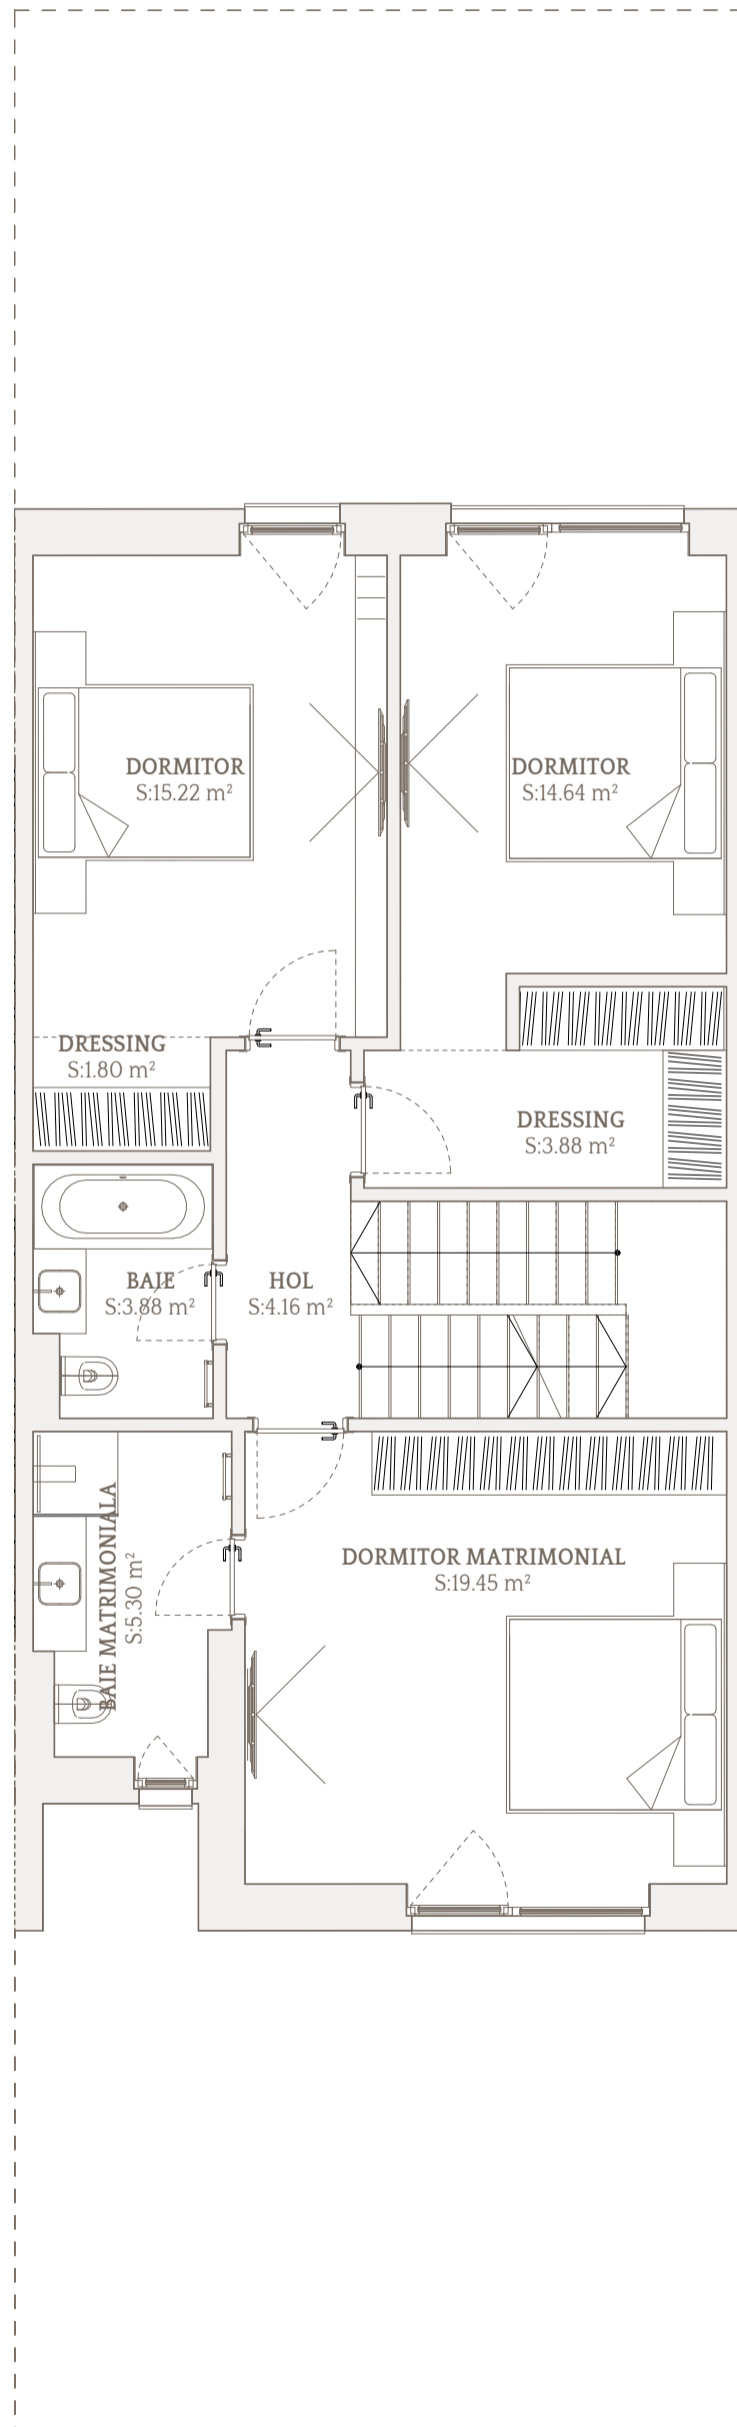 DORMITOR
S:15.22 m²
DORMITOR
S:14.64 m²
DRESSING
S:1.80 m²
DRESSING
S:3.88 m²
BAIE
S:3.88 m²
HOL
S:4.16 m²
BAIE MATRIMONIALA
S:5.30 m²
DORMITOR MATRIMONIAL
S:19.45 m²